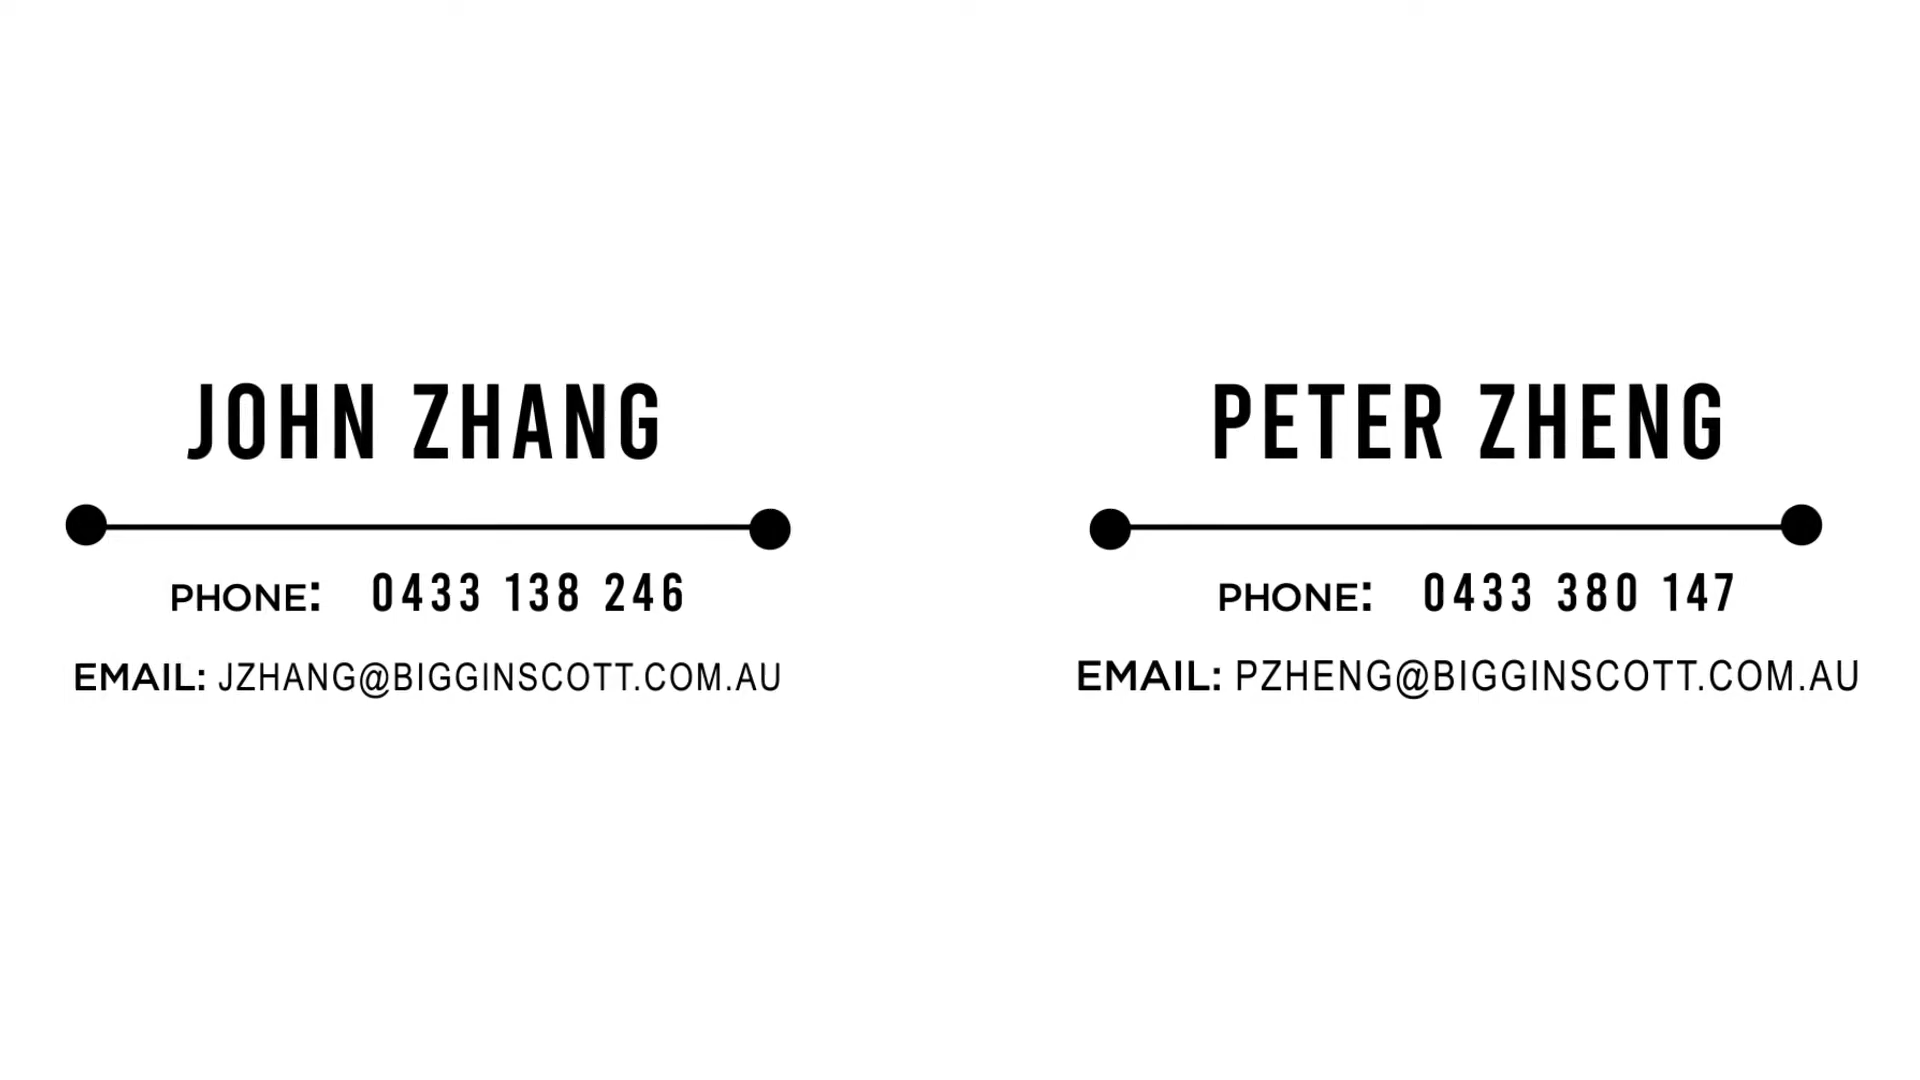 JOHN ZHANG
PHONE: 0433 138 246
EMAIL: JZHANG@BIGGINSCOTT.COM.AU
PETER ZHENG
PHONE: 0433 380 147
EMAIL: PZHENG@BIGGINSCOTT.COM.AU